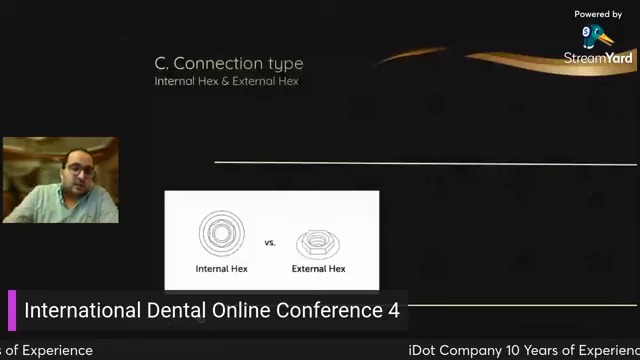 Powered by
StreamYard
C. Connection type
Internal Hex & External Hex
vs.
Internal Hex
External Hex
International Dental Online Conference 4
s of Experience
iDot Company 10 Years of Experienc